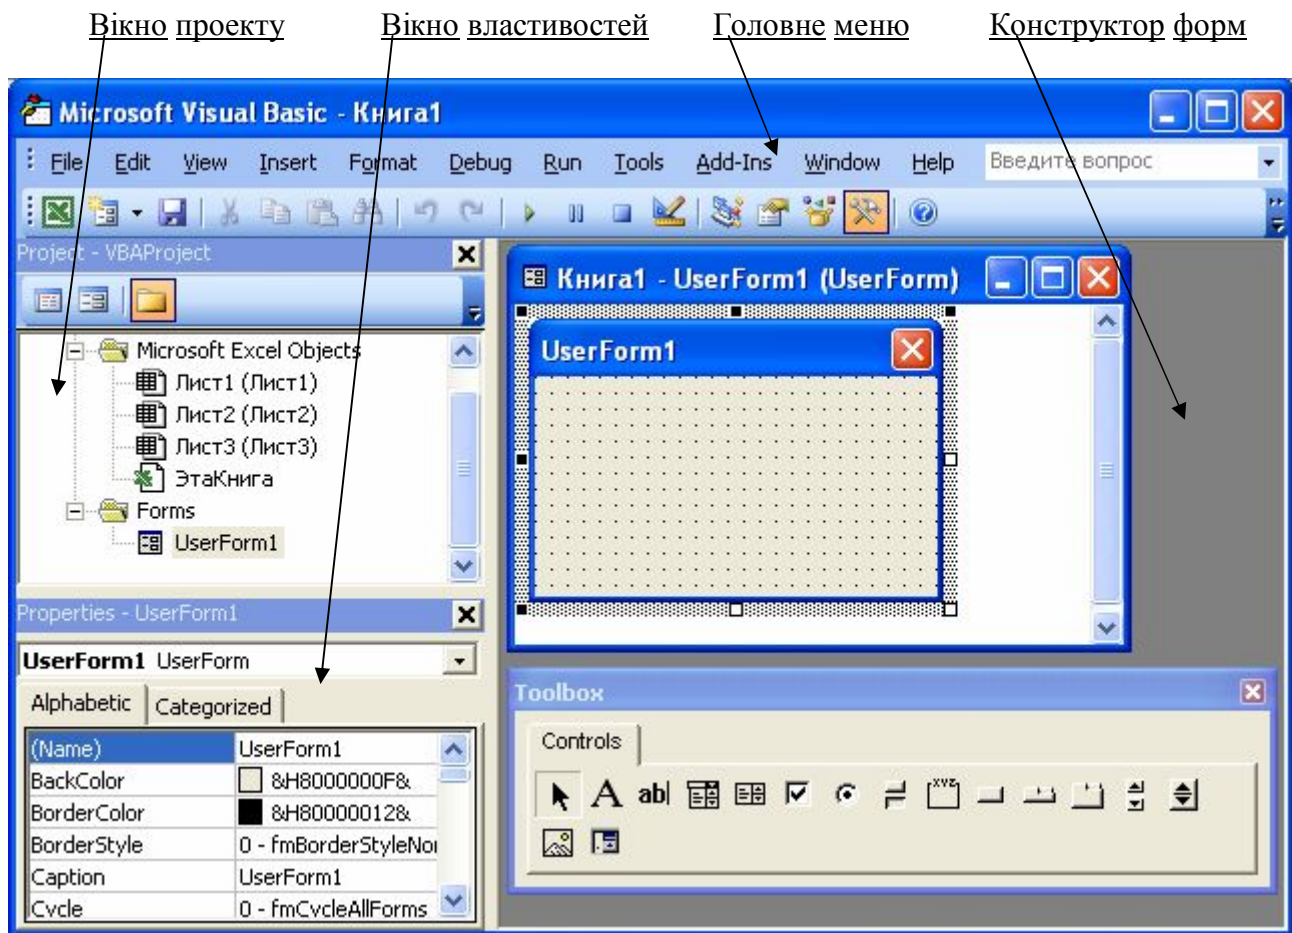 Вікно проекту Вікно властивостей Головне меню Конструктор форм
Microsoft Visual Basic - Книга1
File Edit View Insert Format Debug Run Tools Add-Ins Window Help Введите вопрос
Project - VBAProject
Microsoft Excel Objects
Лист1 (Лист1)
Лист2 (Лист2)
Лист3 (Лист3)
ЭтаКнига
Forms
UserForm1
Книга1 - UserForm1 (UserForm)
UserForm1
Properties - UserForm1
UserForm1 UserForm
Alphabetic Categorized
(Name) UserForm1
BackColor &H8000000F&
BorderColor &H80000012&
BorderStyle 0 - fmBorderStyleNo
Caption UserForm1
Cycle 0 - fmCycleAllForms
Toolbox
Controls
A ab xyz